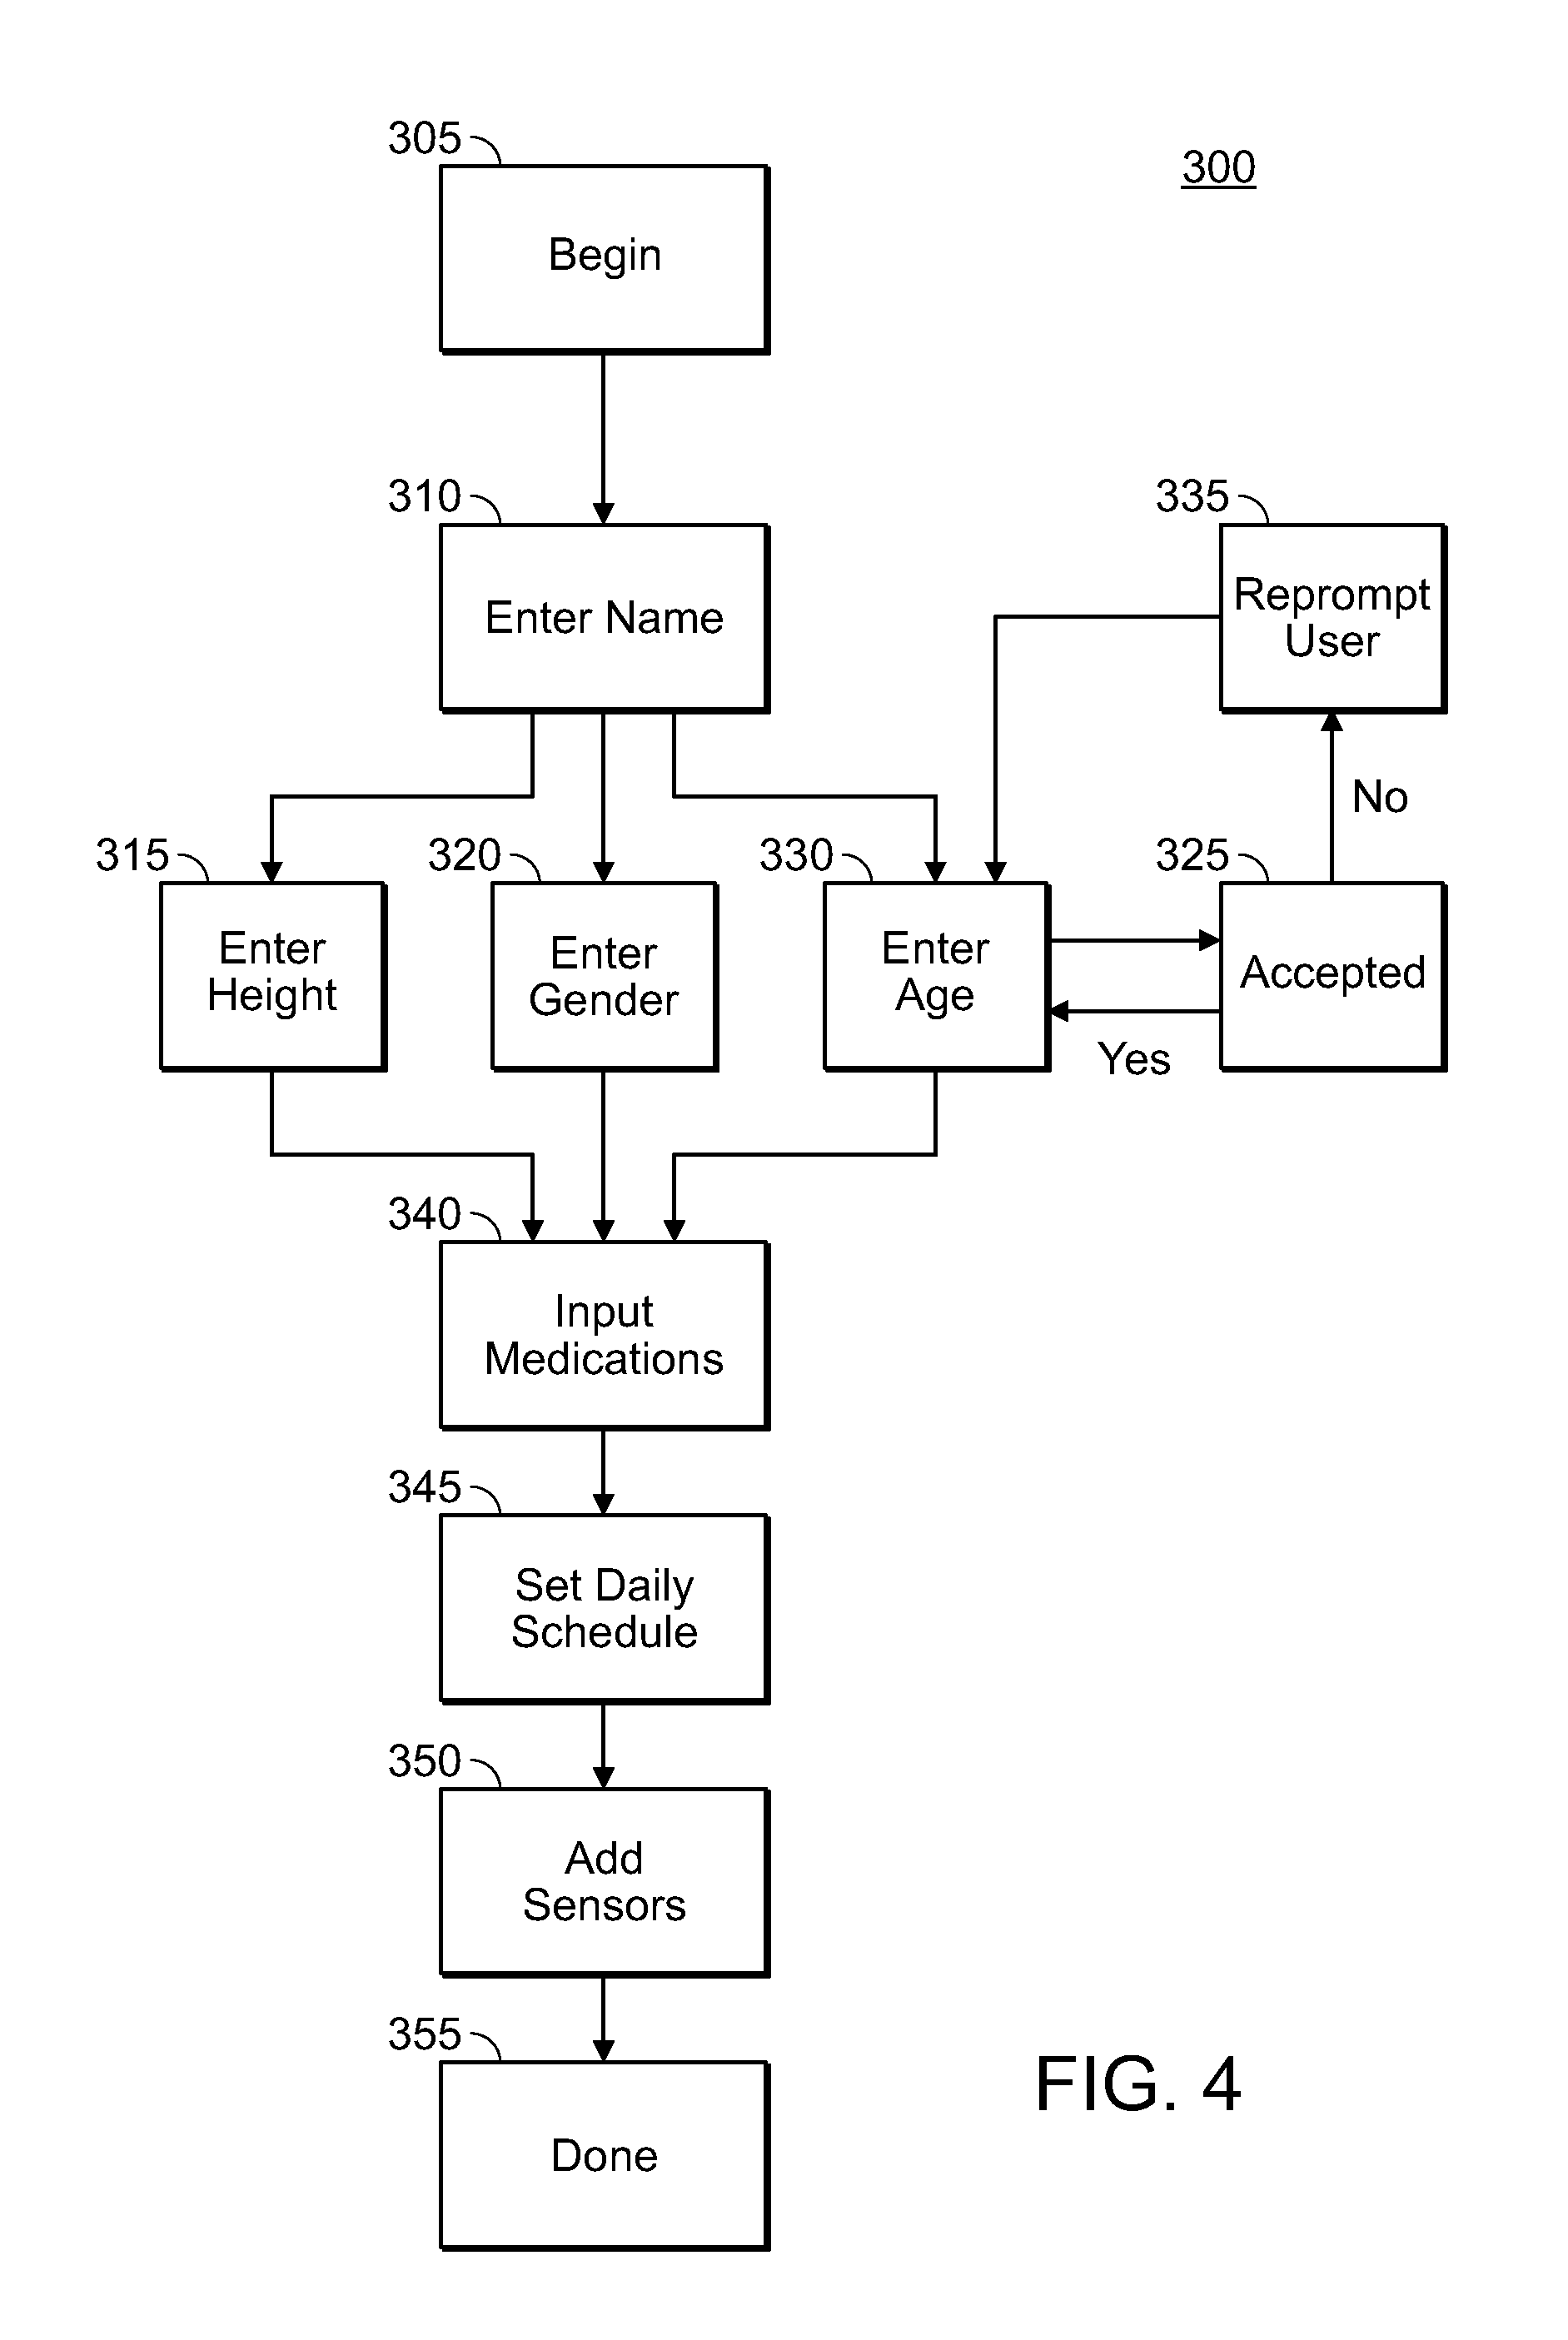 305
300
Begin
310
335
Enter Name
Reprompt
User
No
315
320
330
325
Enter
Height
Enter
Gender
Enter
Age
Accepted
Yes
340
Input
Medications
345
Set Daily
Schedule
350
Add
Sensors
355
Done
FIG. 4